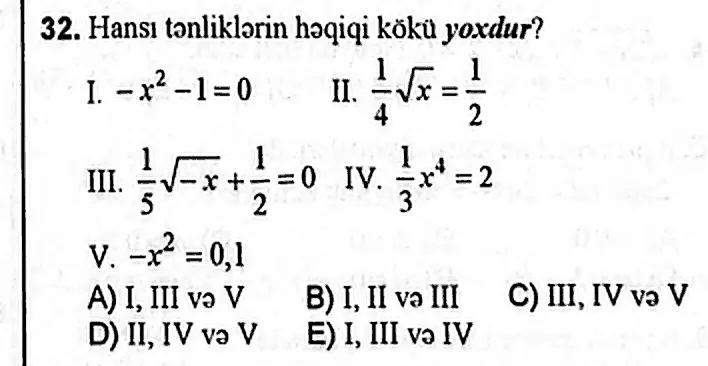 32. Hansı tənliklərin həqiqi kökü yoxdur?
I. −x² − 1 = 0 II. 1/4 √x = 1/2
III. 1/5 √−x + 1/2 = 0 IV. 1/3 x⁴ = 2
V. −x² = 0,1
A) I, III və V B) I, II və III C) III, IV və V
D) II, IV və V E) I, III və IV